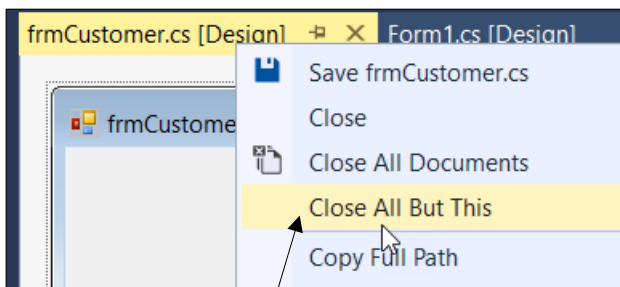 frmCustomer.cs [Design] Form1.cs [Design]
Save frmCustomer.cs
frmCustome
Close
Close All Documents
Close All But This
Copy Full Path